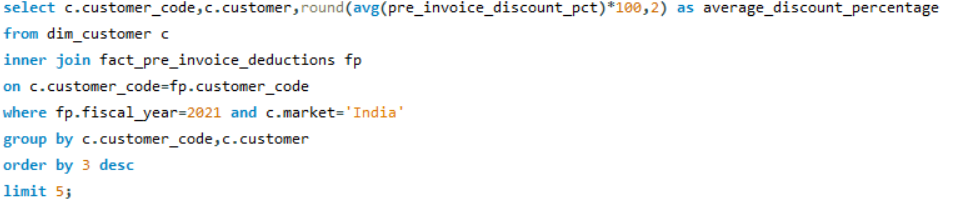 select c.customer_code,c.customer,round(avg(pre_invoice_discount_pct)*100,2) as average_discount_percentage
from dim_customer c
inner join fact_pre_invoice_deductions fp
on c.customer_code=fp.customer_code
where fp.fiscal_year=2021 and c.market='India'
group by c.customer_code,c.customer
order by 3 desc
limit 5;